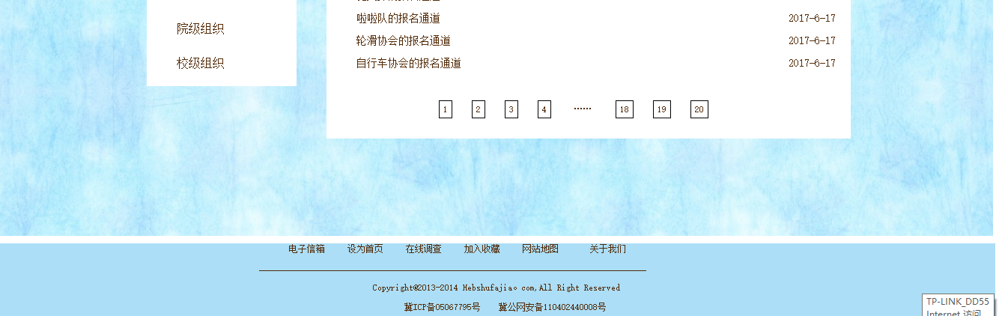 院级组织
校级组织
啦啦队的报名通道 2017-6-17
轮滑协会的报名通道 2017-6-17
自行车协会的报名通道 2017-6-17
1 2 3 4 …… 18 19 20
电子信箱 设为首页 在线调查 加入收藏 网站地图 关于我们
Copyright@2013-2014 Hebshufajiao。com,All Right Reserved
冀ICP备05067795号 冀公网安备110402440008号
TP-LINK_DD55
Internet 访问